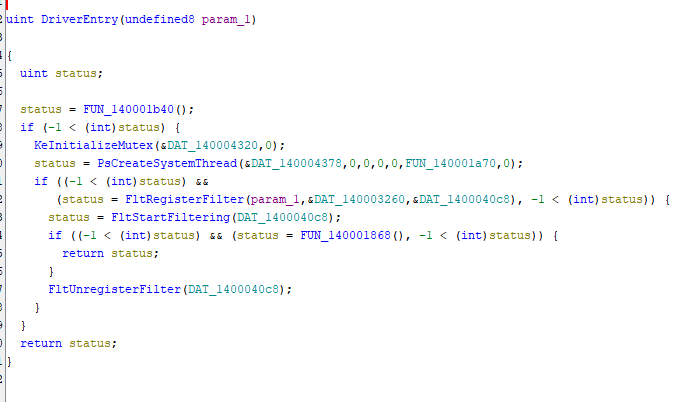 uint DriverEntry(undefined8 param_1)
{
uint status;
status = FUN_140001b40();
if (-1 < (int)status) {
KeInitializeMutex(&DAT_140004320,0);
status = PsCreateSystemThread(&DAT_140004378,0,0,0,0,FUN_140001a70,0);
if ((-1 < (int)status) &&
(status = FltRegisterFilter(param_1,&DAT_140003260,&DAT_1400040c8), -1 < (int)status)) {
status = FltStartFiltering(DAT_1400040c8);
if ((-1 < (int)status) && (status = FUN_140001868(), -1 < (int)status)) {
return status;
}
FltUnregisterFilter(DAT_1400040c8);
}
}
return status;
}